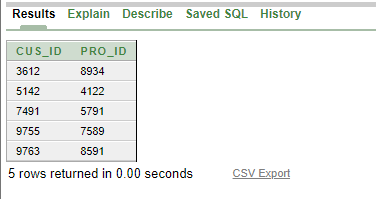 Results Explain Describe Saved SQL History
CUS_ID PRO_ID
3612 8934
5142 4122
7491 5791
9755 7589
9763 8591
5 rows returned in 0.00 seconds CSV Export